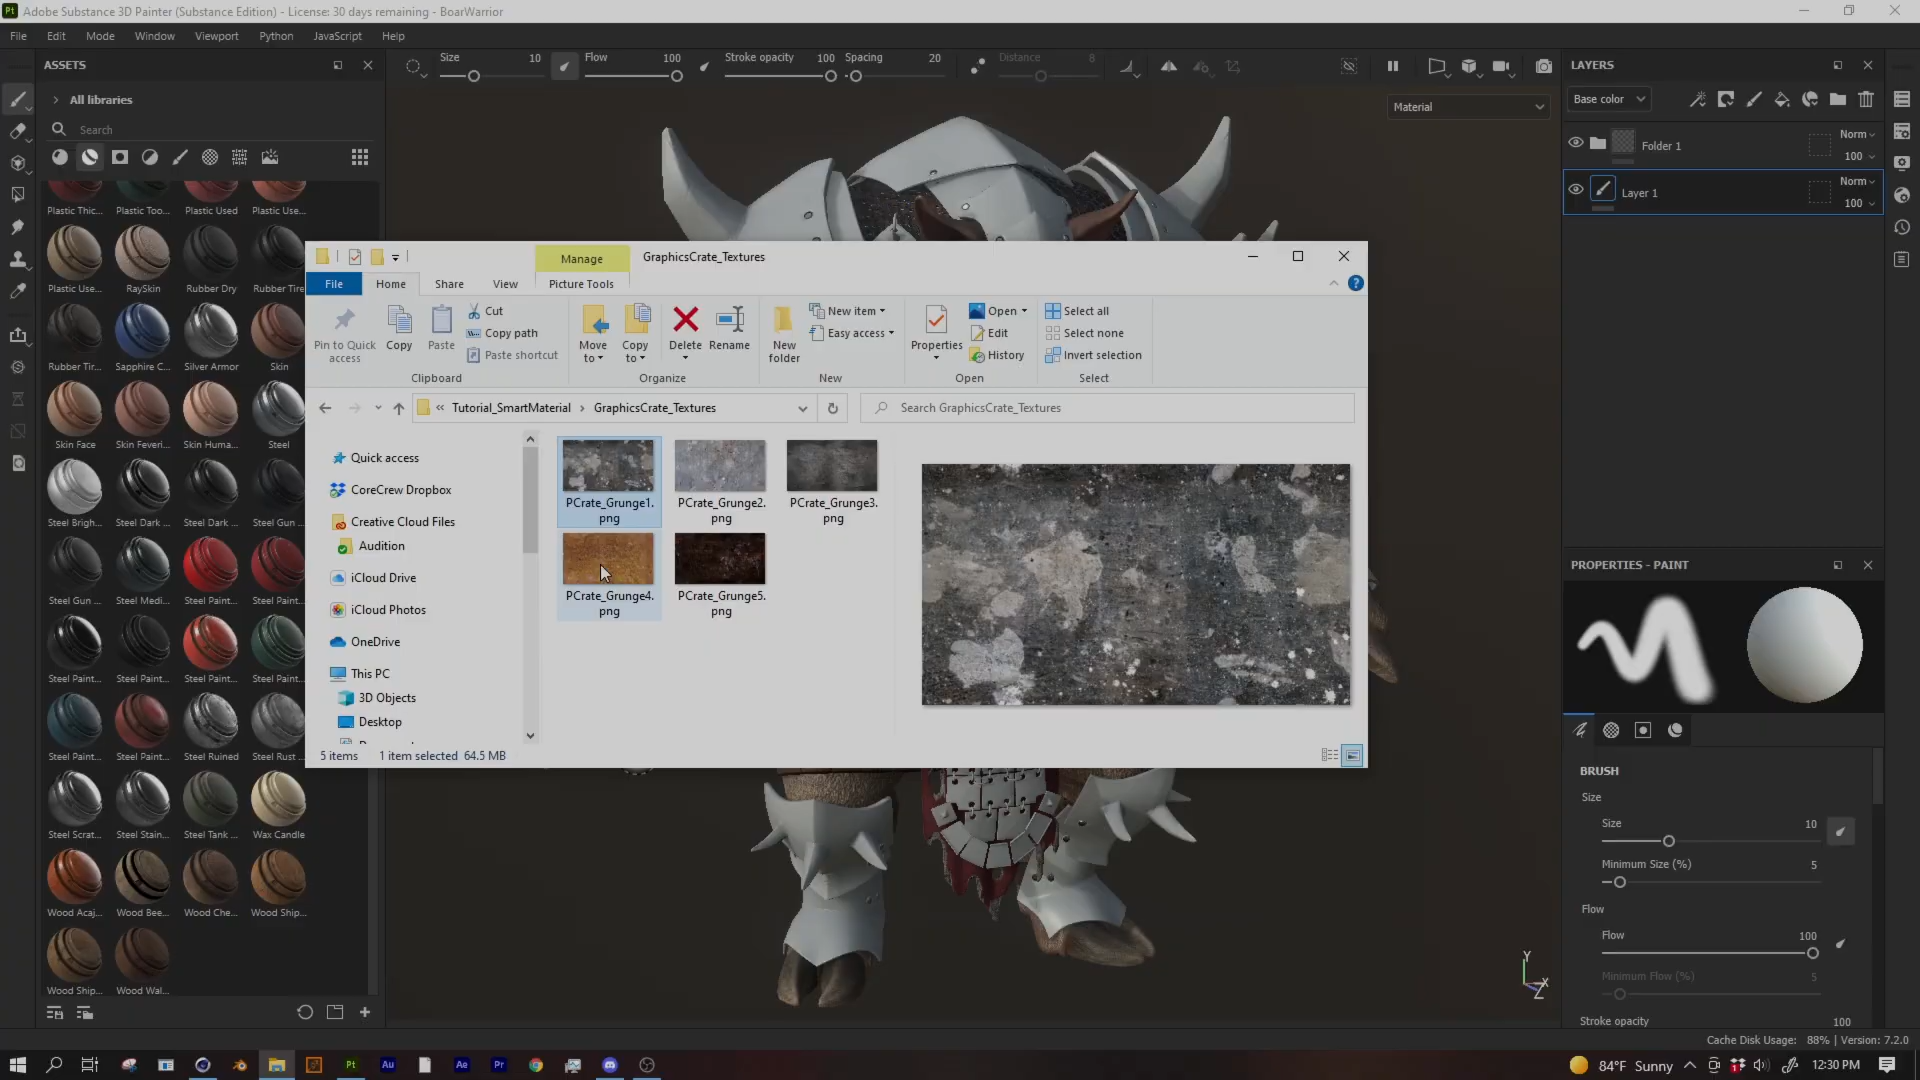 Pt Adobe Substance 3D Painter (Substance Edition) - License: 30 days remaining - BoarWarrior
File Edit Mode Window Viewport Python JavaScript Help
ASSETS
All libraries
Search
Size 10
Flow 100
Stroke opacity 100
Spacing 20
Distance 8
Material
Plastic Thic... Plastic Too... Plastic Used Plastic Use...
Plastic Use... RaySkin Rubber Dry Rubber Tire
Rubber Tir... Sapphire C... Silver Armor Skin
Skin Face Skin Feveri... Skin Huma... Steel
Steel Brigh... Steel Dark ... Steel Dark ... Steel Gun
Steel Gun ... Steel Medi... Steel Paint... Steel Paint
Steel Paint... Steel Paint... Steel Paint... Steel Paint
Steel Paint... Steel Paint... Steel Ruined Steel Rust
Steel Scrat... Steel Stain... Steel Tank ... Wax Candle
Wood Acaj... Wood Bee... Wood Che... Wood Ship...
Wood Ship... Wood Wal...
Manage
GraphicsCrate_Textures
File Home Share View Picture Tools
Pin to Quick
access
Copy
Paste
Cut
Copy path
Paste shortcut
Clipboard
Move
to
Copy
to
Delete
Rename
Organize
New
folder
New item
Easy access
New
Properties
Open
Edit
History
Open
Select all
Select none
Invert selection
Select
« Tutorial_SmartMaterial › GraphicsCrate_Textures
Search GraphicsCrate_Textures
Quick access
CoreCrew Dropbox
Creative Cloud Files
Audition
iCloud Drive
iCloud Photos
OneDrive
This PC
3D Objects
Desktop
PCrate_Grunge1.
png
PCrate_Grunge2.
png
PCrate_Grunge3.
png
PCrate_Grunge4.
png
PCrate_Grunge5.
png
5 items 1 item selected 64.5 MB
LAYERS
Base color
Folder 1 Norm
100
Layer 1 Norm
100
PROPERTIES - PAINT
BRUSH
Size
Size 10
Minimum Size (%) 5
Flow
Flow 100
Minimum Flow (%) 5
Stroke opacity 100
Y
X
Z
Cache Disk Usage: 88% | Version: 7.2.0
Pt Au Ae Pr
84°F Sunny
12:30 PM